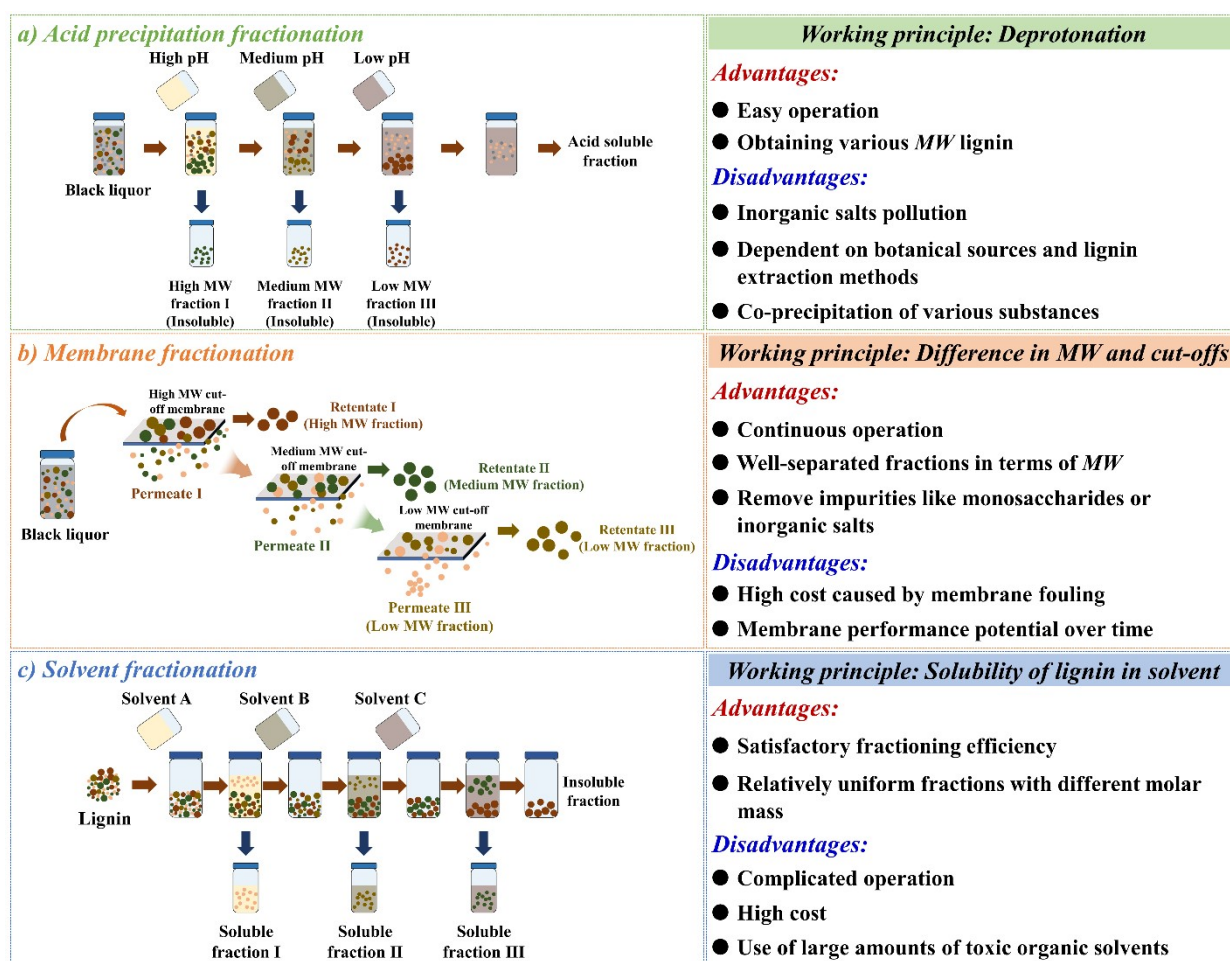 a) Acid precipitation fractionation
High pH
Medium pH
Low pH
Black liquor
Acid soluble
fraction
High MW
fraction I
(Insoluble)
Medium MW
fraction II
(Insoluble)
Low MW
fraction III
(Insoluble)
Working principle: Deprotonation
Advantages:
● Easy operation
● Obtaining various MW lignin
Disadvantages:
● Inorganic salts pollution
● Dependent on botanical sources and lignin
extraction methods
● Co-precipitation of various substances
b) Membrane fractionation
High MW cut-
off membrane
Retentate I
(High MW fraction)
Permeate I
Black liquor
Medium MW cut-
off membrane
Retentate II
(Medium MW fraction)
Permeate II
Low MW cut-off
membrane
Retentate III
(Low MW fraction)
Permeate III
(Low MW fraction)
Working principle: Difference in MW and cut-offs
Advantages:
● Continuous operation
● Well-separated fractions in terms of MW
● Remove impurities like monosaccharides or
inorganic salts
Disadvantages:
● High cost caused by membrane fouling
● Membrane performance potential over time
c) Solvent fractionation
Solvent A
Solvent B
Solvent C
Lignin
Insoluble
fraction
Soluble
fraction I
Soluble
fraction II
Soluble
fraction III
Working principle: Solubility of lignin in solvent
Advantages:
● Satisfactory fractioning efficiency
● Relatively uniform fractions with different molar
mass
Disadvantages:
● Complicated operation
● High cost
● Use of large amounts of toxic organic solvents